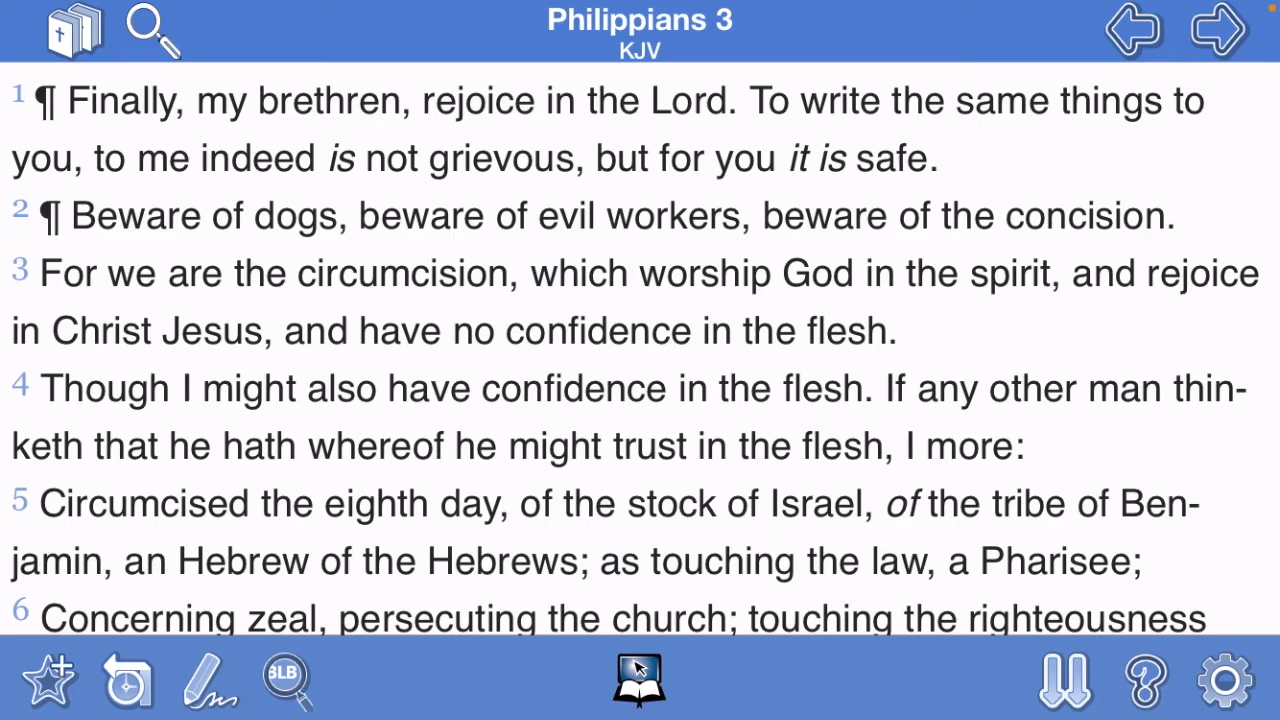 Philippians 3
KJV
1 ¶ Finally, my brethren, rejoice in the Lord. To write the same things to
you, to me indeed is not grievous, but for you it is safe.
2 ¶ Beware of dogs, beware of evil workers, beware of the concision.
3 For we are the circumcision, which worship God in the spirit, and rejoice
in Christ Jesus, and have no confidence in the flesh.
4 Though I might also have confidence in the flesh. If any other man thin-
keth that he hath whereof he might trust in the flesh, I more:
5 Circumcised the eighth day, of the stock of Israel, of the tribe of Ben-
jamin, an Hebrew of the Hebrews; as touching the law, a Pharisee;
6 Concerning zeal, persecuting the church; touching the righteousness
BLB